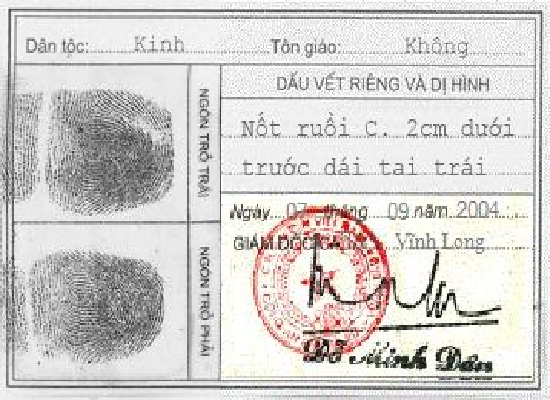 Dân tộc: Kinh Tôn giáo: Không
DẤU VẾT RIÊNG VÀ DỊ HÌNH
Nốt ruồi C. 2cm dưới
trước dái tai trái
NGÓN TRỎ TRÁI
NGÓN TRỎ PHẢI
Ngày 07 tháng 09 năm 2004
GIÁM ĐỐC CA Vĩnh Long
Đỗ Minh Dân